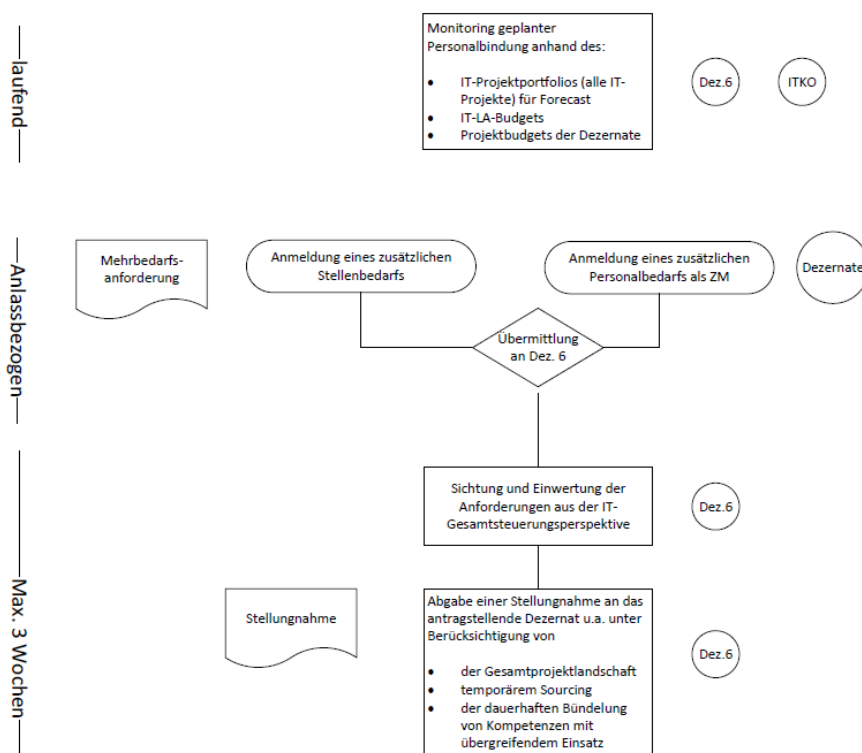 laufend
Monitoring geplanter
Personalbindung anhand des:
• IT-Projektportfolios (alle IT-
Projekte) für Forecast
• IT-LA-Budgets
• Projektbudgets der Dezernate
Dez.6
ITKO
Anlassbezogen
Mehrbedarfs-
anforderung
Anmeldung eines zusätzlichen
Stellenbedarfs
Anmeldung eines zusätzlichen
Personalbedarfs als ZM
Dezernate
Übermittlung
an Dez. 6
Max. 3 Wochen
Sichtung und Einwertung der
Anforderungen aus der IT-
Gesamtsteuerungsperspektive
Dez.6
Stellungnahme
Abgabe einer Stellungnahme an das
antragstellende Dezernat u.a. unter
Berücksichtigung von
• der Gesamtprojektlandschaft
• temporärem Sourcing
• der dauerhaften Bündelung
von Kompetenzen mit
übergreifendem Einsatz
Dez.6